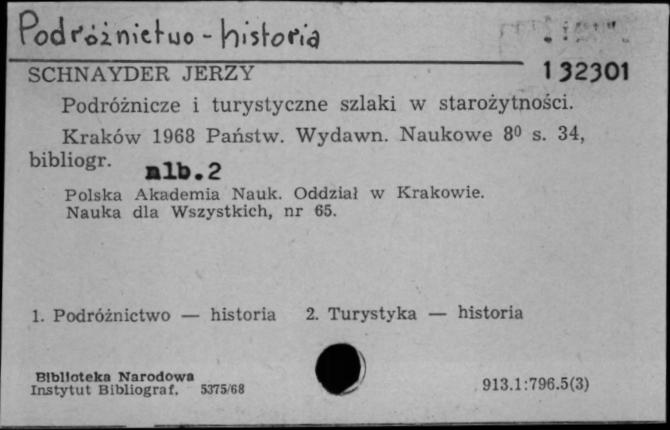 Podróżnictwo - historia
SCHNAYDER JERZY 132301
Podróżnicze i turystyczne szlaki w starożytności.
Kraków 1968 Państw. Wydawn. Naukowe 8⁰ s. 34,
bibliogr. nlb.2
Polska Akademia Nauk. Oddział w Krakowie.
Nauka dla Wszystkich, nr 65.
1. Podróżnictwo — historia 2. Turystyka — historia
Biblioteka Narodowa
Instytut Bibliograf. 5375/68 913.1:796.5(3)